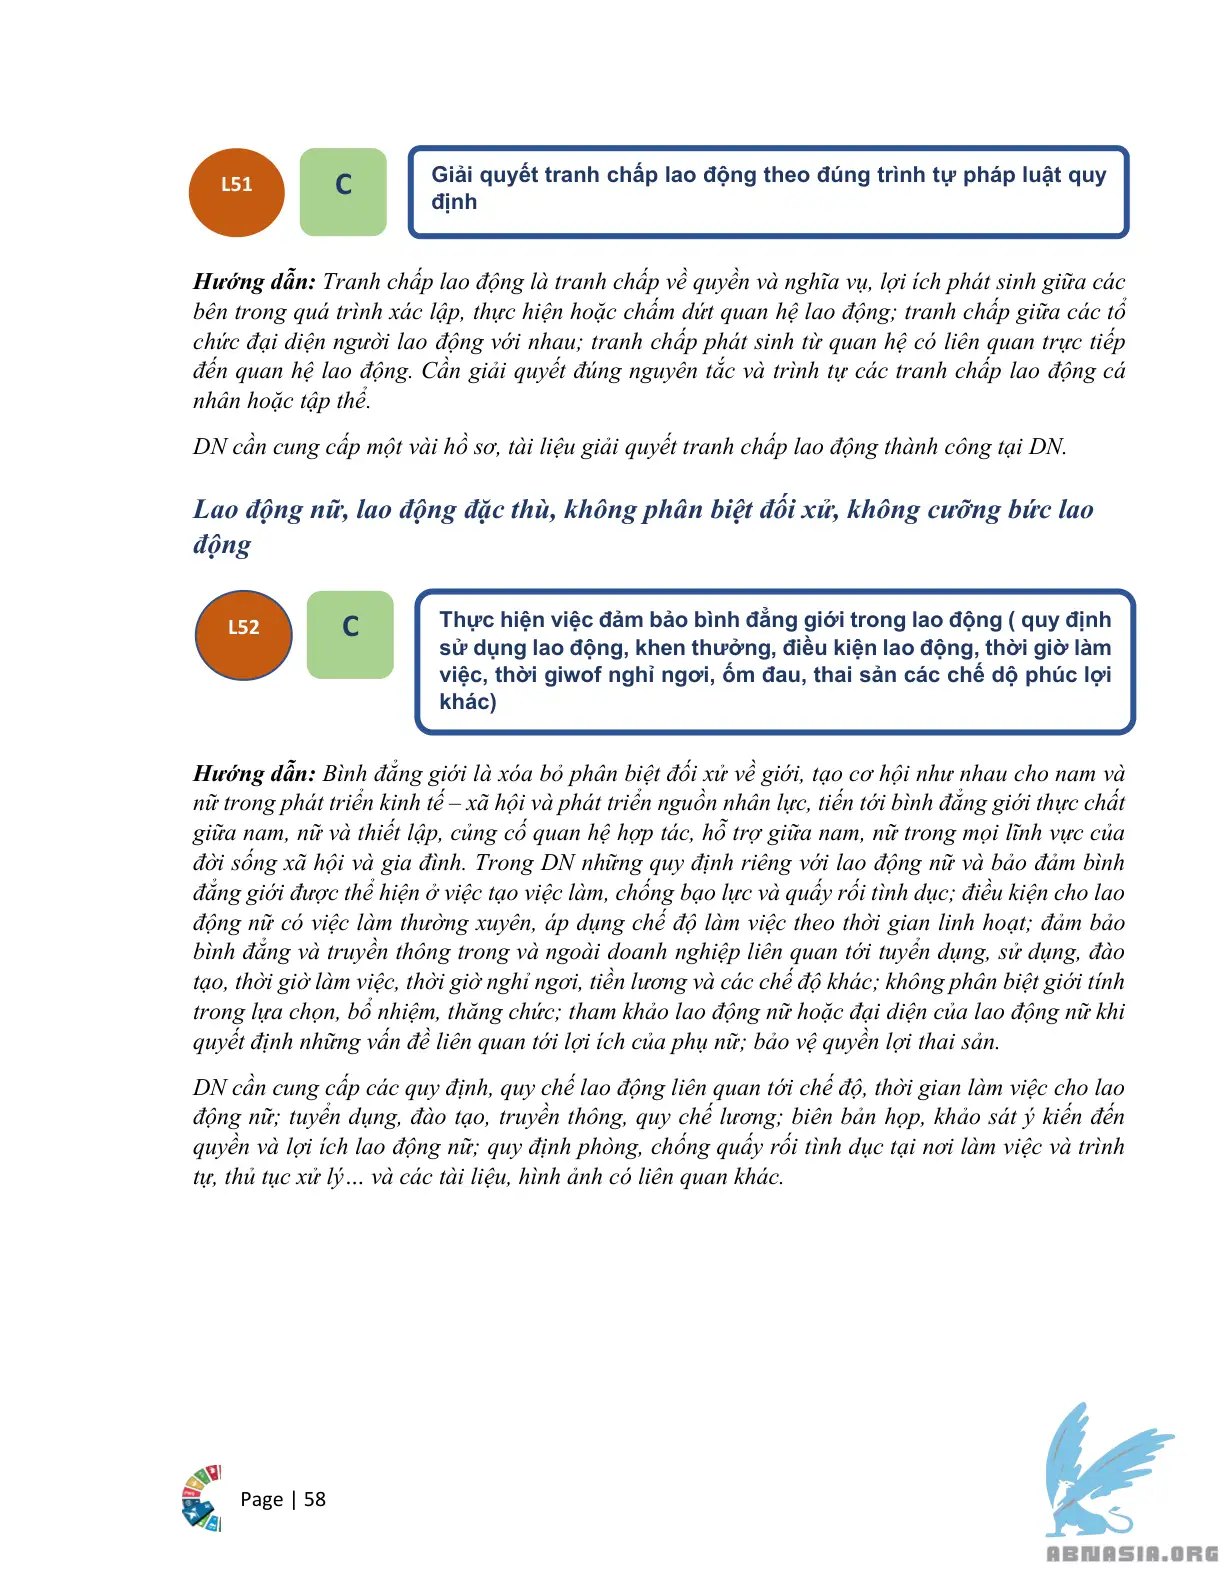 L51
C
Giải quyết tranh chấp lao động theo đúng trình tự pháp luật quy
định
Hướng dẫn: Tranh chấp lao động là tranh chấp về quyền và nghĩa vụ, lợi ích phát sinh giữa các
bên trong quá trình xác lập, thực hiện hoặc chấm dứt quan hệ lao động; tranh chấp giữa các tổ
chức đại diện người lao động với nhau; tranh chấp phát sinh từ quan hệ có liên quan trực tiếp
đến quan hệ lao động. Cần giải quyết đúng nguyên tắc và trình tự các tranh chấp lao động cá
nhân hoặc tập thể.
DN cần cung cấp một vài hồ sơ, tài liệu giải quyết tranh chấp lao động thành công tại DN.
Lao động nữ, lao động đặc thù, không phân biệt đối xử, không cưỡng bức lao
động
L52
C
Thực hiện việc đảm bảo bình đẳng giới trong lao động ( quy định
sử dụng lao động, khen thưởng, điều kiện lao động, thời giờ làm
việc, thời giwof nghỉ ngơi, ốm đau, thai sản các chế dộ phúc lợi
khác)
Hướng dẫn: Bình đẳng giới là xóa bỏ phân biệt đối xử về giới, tạo cơ hội như nhau cho nam và
nữ trong phát triển kinh tế – xã hội và phát triển nguồn nhân lực, tiến tới bình đẳng giới thực chất
giữa nam, nữ và thiết lập, củng cố quan hệ hợp tác, hỗ trợ giữa nam, nữ trong mọi lĩnh vực của
đời sống xã hội và gia đình. Trong DN những quy định riêng với lao động nữ và bảo đảm bình
đẳng giới được thể hiện ở việc tạo việc làm, chống bạo lực và quấy rối tình dục; điều kiện cho lao
động nữ có việc làm thường xuyên, áp dụng chế độ làm việc theo thời gian linh hoạt; đảm bảo
bình đẳng và truyền thông trong và ngoài doanh nghiệp liên quan tới tuyển dụng, sử dụng, đào
tạo, thời giờ làm việc, thời giờ nghỉ ngơi, tiền lương và các chế độ khác; không phân biệt giới tính
trong lựa chọn, bổ nhiệm, thăng chức; tham khảo lao động nữ hoặc đại diện của lao động nữ khi
quyết định những vấn đề liên quan tới lợi ích của phụ nữ; bảo vệ quyền lợi thai sản.
DN cần cung cấp các quy định, quy chế lao động liên quan tới chế độ, thời gian làm việc cho lao
động nữ; tuyển dụng, đào tạo, truyền thông, quy chế lương; biên bản họp, khảo sát ý kiến đến
quyền và lợi ích lao động nữ; quy định phòng, chống quấy rối tình dục tại nơi làm việc và trình
tự, thủ tục xử lý… và các tài liệu, hình ảnh có liên quan khác.
Page | 58
ABNASIA.ORG